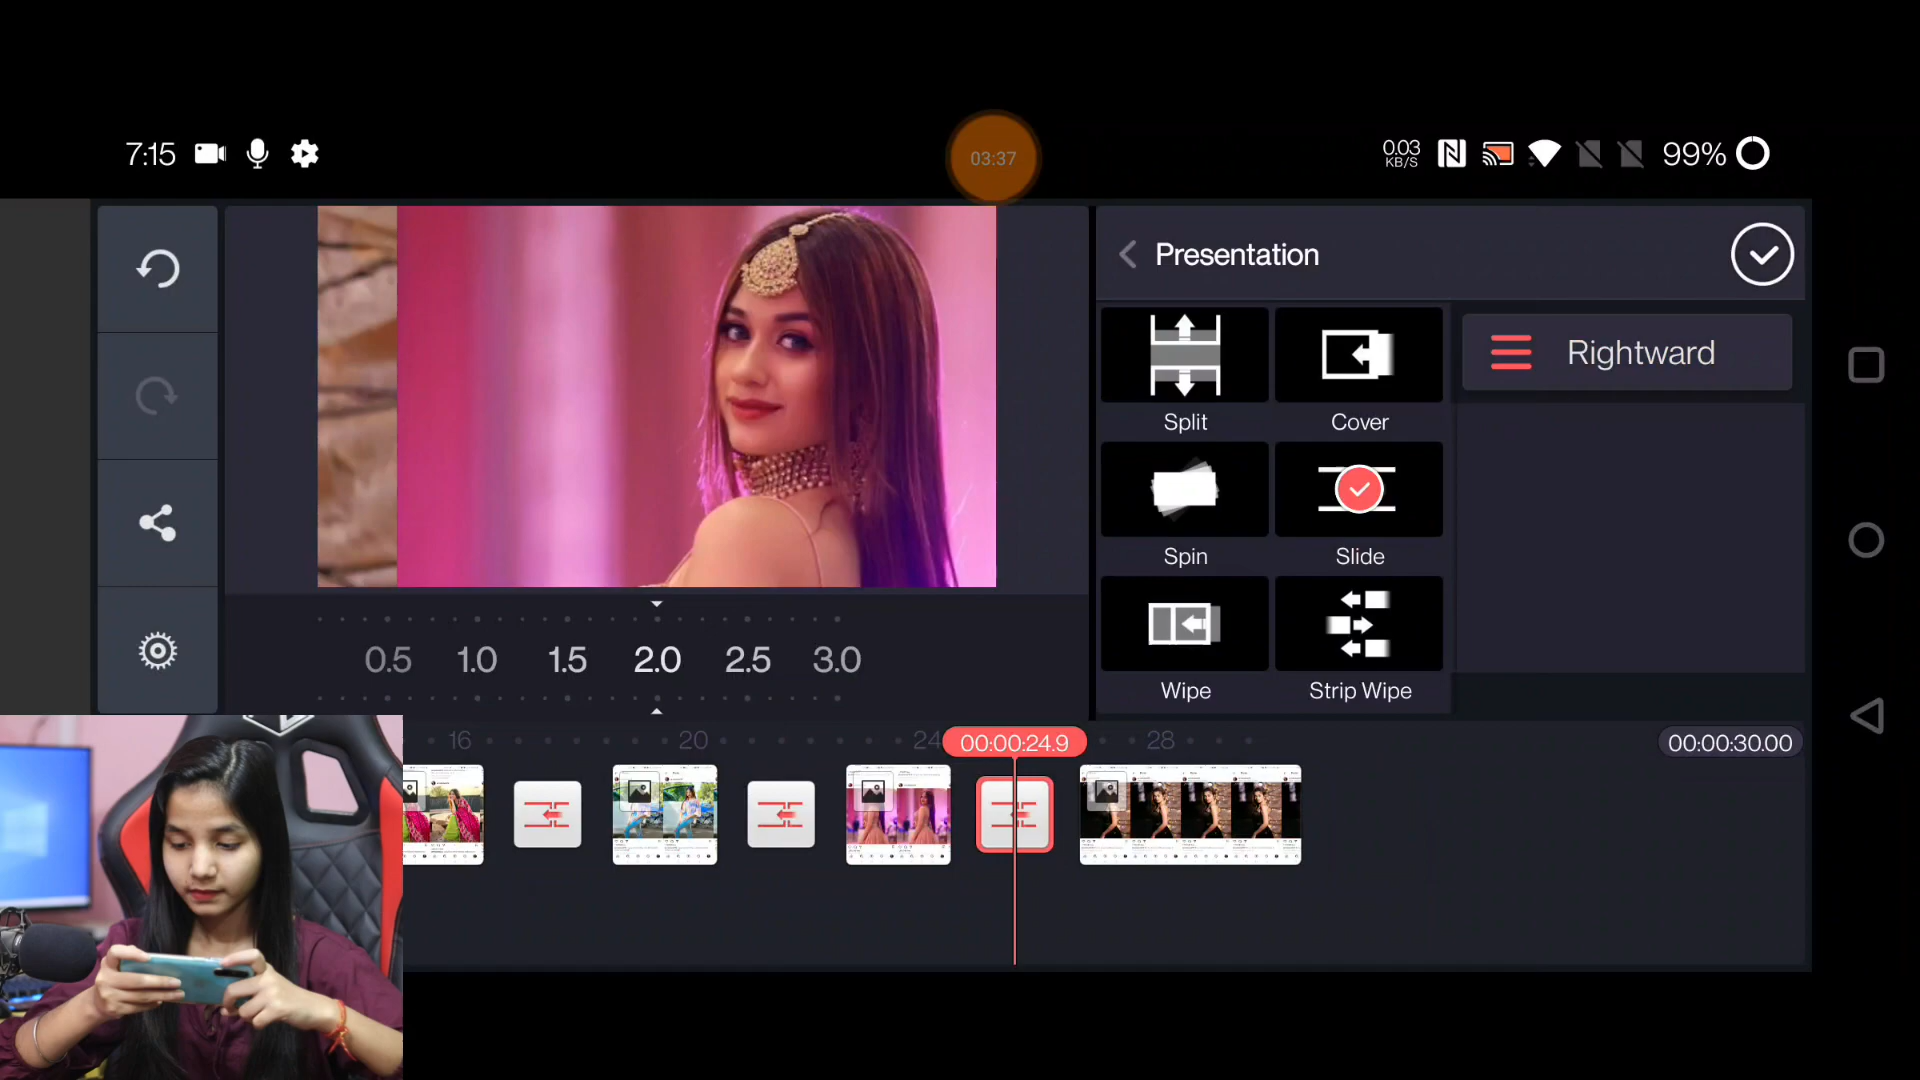 7:15
03:37
0.03
KB/S
99%
Presentation
Rightward
Split
Cover
Spin
Slide
Wipe
Strip Wipe
0.5 1.0 1.5 2.0 2.5 3.0
16 20 24 28
00:00:24.9
00:00:30.00